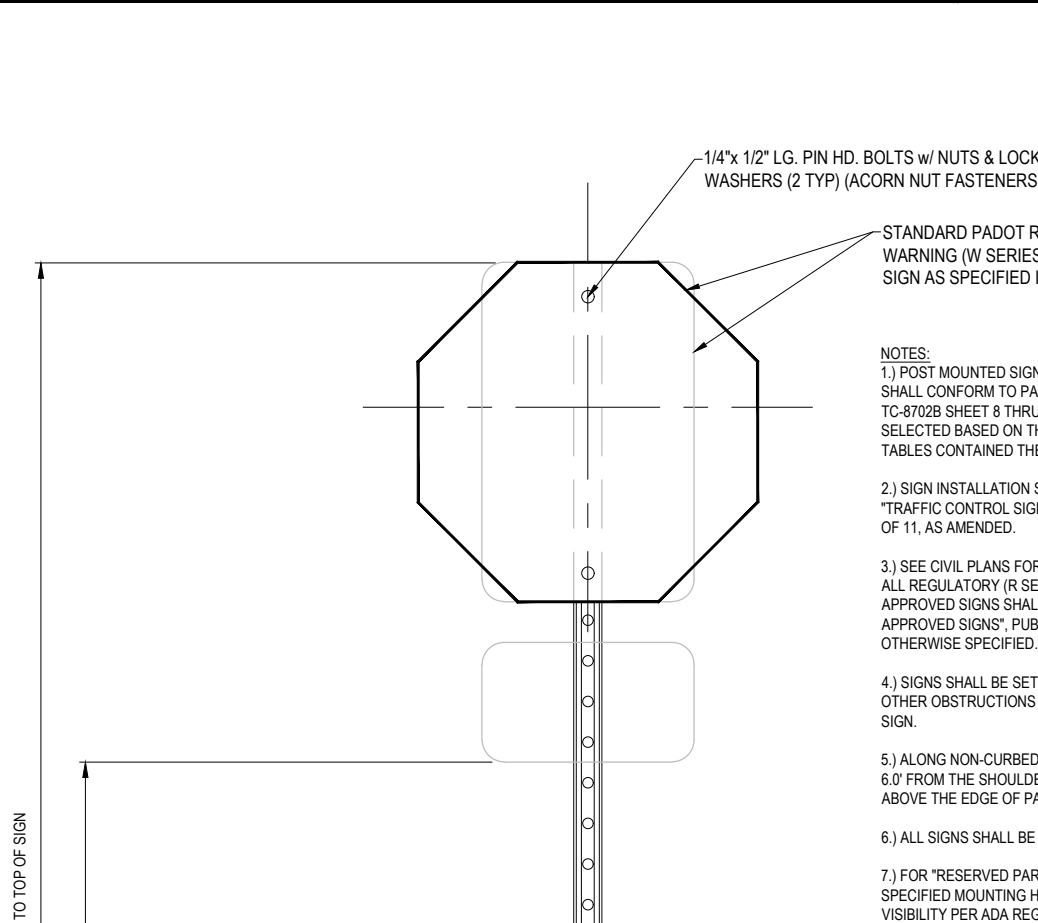 1/4"x 1/2" LG. PIN HD. BOLTS w/ NUTS & LOCK
WASHERS (2 TYP) (ACORN NUT FASTENERS
STANDARD PADOT R
WARNING (W SERIES
SIGN AS SPECIFIED
NOTES:
1.) POST MOUNTED SIGN
SHALL CONFORM TO PA
TC-8702B SHEET 8 THRU
SELECTED BASED ON TH
TABLES CONTAINED THE
2.) SIGN INSTALLATION S
"TRAFFIC CONTROL SIG
OF 11, AS AMENDED.
3.) SEE CIVIL PLANS FOR
ALL REGULATORY (R SE
APPROVED SIGNS SHAL
APPROVED SIGNS", PUB
OTHERWISE SPECIFIED.
4.) SIGNS SHALL BE SET
OTHER OBSTRUCTIONS
SIGN.
5.) ALONG NON-CURBED
6.0' FROM THE SHOULDE
ABOVE THE EDGE OF PA
6.) ALL SIGNS SHALL BE
7.) FOR "RESERVED PAR
SPECIFIED MOUNTING H
VISIBILITY PER ADA REG
TO TOP OF SIGN